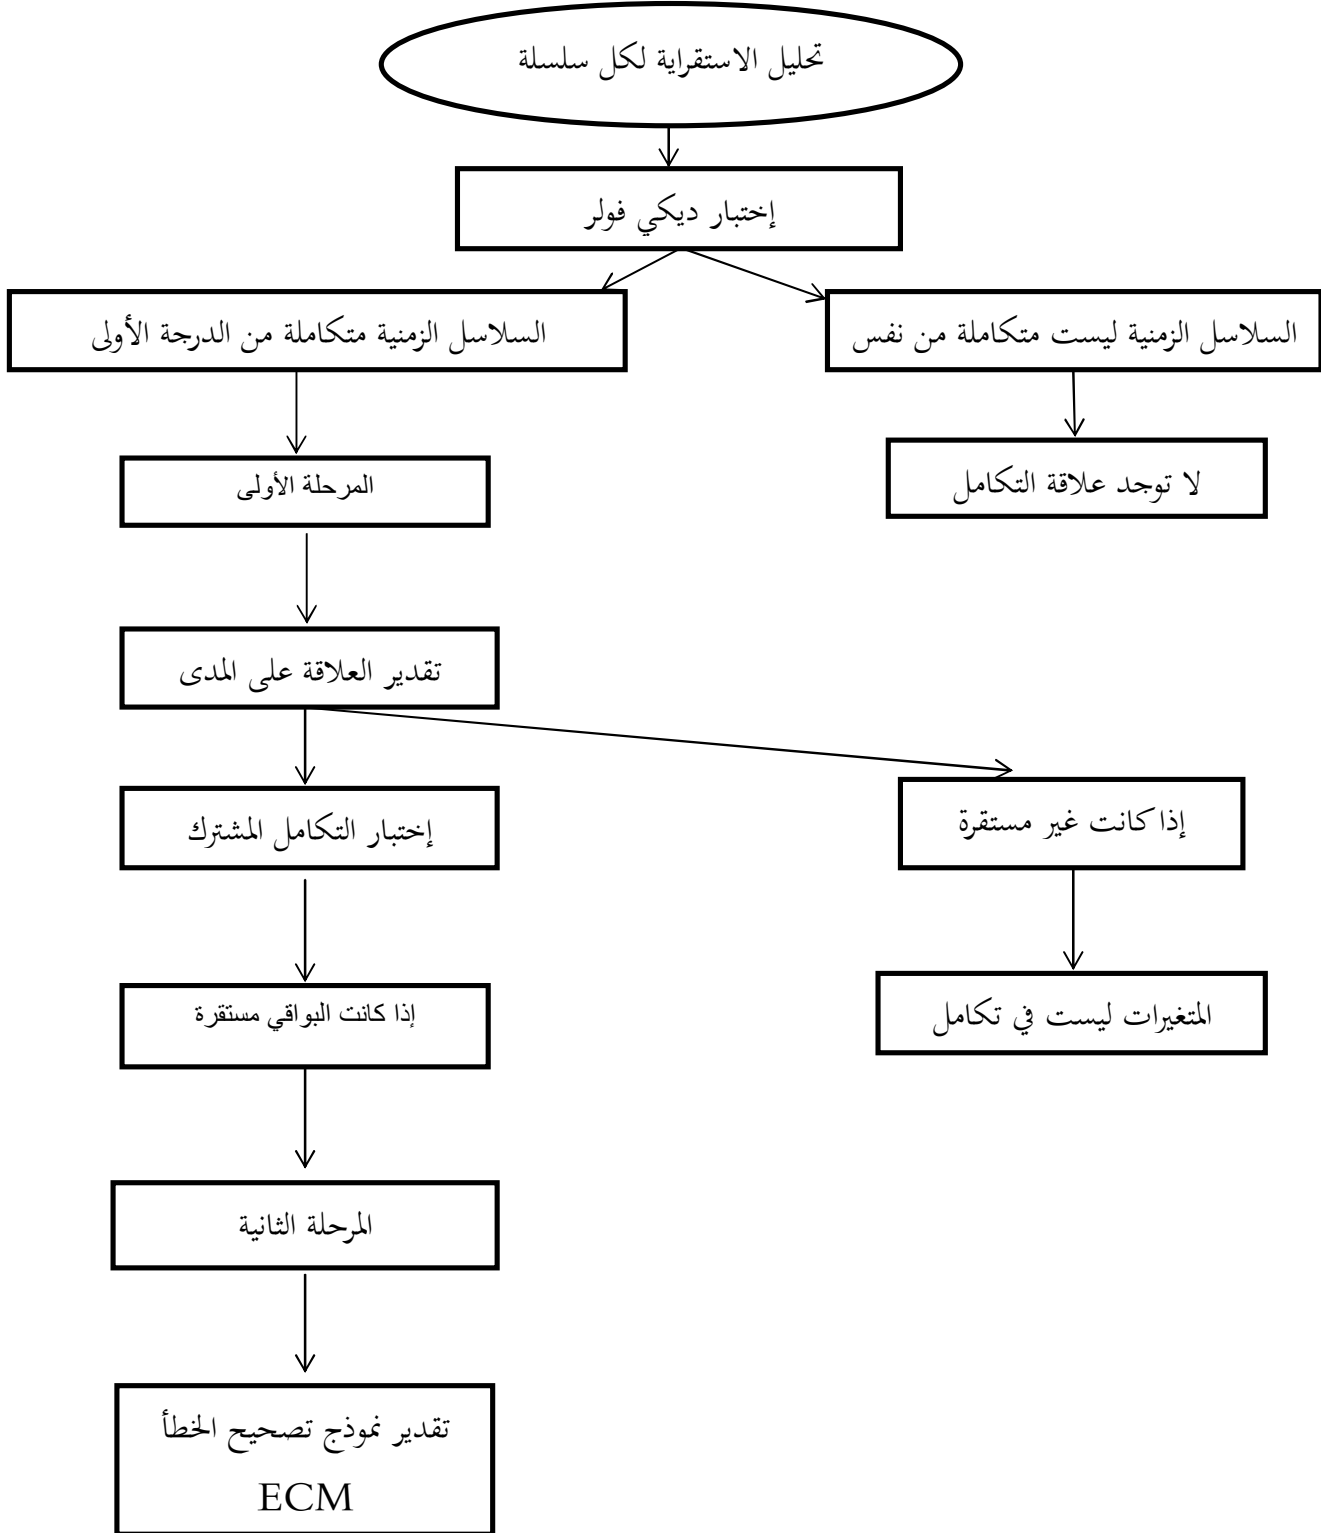 تحليل الاستقراية لكل سلسلة
إختبار ديكي فولر
السلاسل الزمنية ليست متكاملة من نفس
السلاسل الزمنية متكاملة من الدرجة الأولى
لا توجد علاقة التكامل
المرحلة الأولى
تقدير العلاقة على المدى
إذا كانت غير مستقرة
إختبار التكامل المشترك
المتغيرات ليست في تكامل
إذا كانت البواقي مستقرة
المرحلة الثانية
تقدير نموذج تصحيح الخطأ
ECM